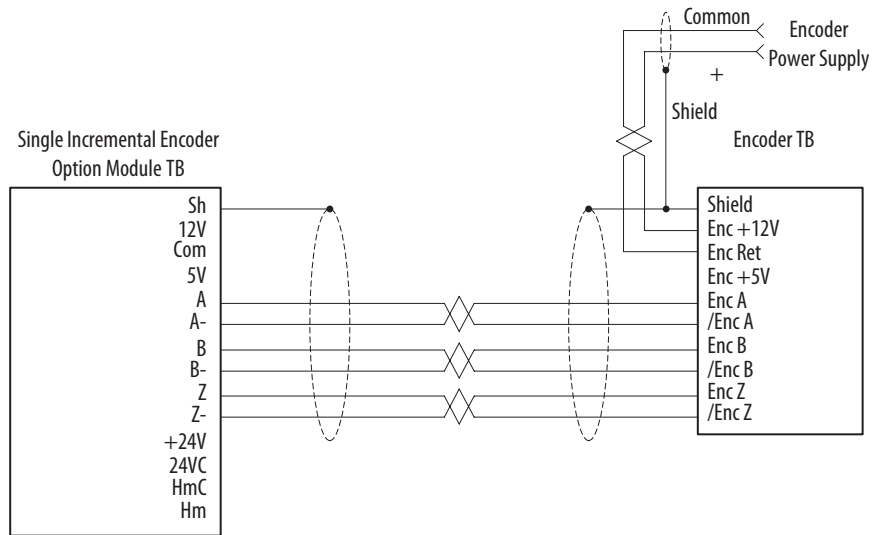 Common
Encoder
Power Supply
+
Shield
Single Incremental Encoder
Option Module TB
Sh
12V
Com
5V
A
A-
B
B-
Z
Z-
+24V
24VC
HmC
Hm
Encoder TB
Shield
Enc +12V
Enc Ret
Enc +5V
Enc A
/Enc A
Enc B
/Enc B
Enc Z
/Enc Z